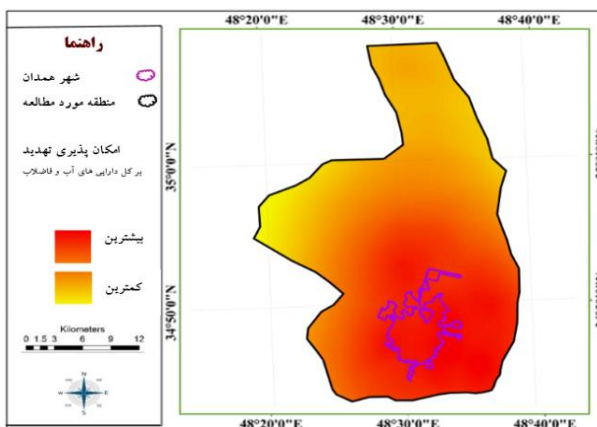 راهنما
شهر همدان
منطقه مورد مطالعه
امکان پذیری تهدید
بر کل دارایی های آب و فاضلاب
بیشترین
کمترین
Kilometers
0 1.5 3 6 9 12
N
W E
S
48°20'0"E 48°30'0"E 48°40'0"E
35°0'0"N
34°50'0"N
48°20'0"E 48°30'0"E 48°40'0"E